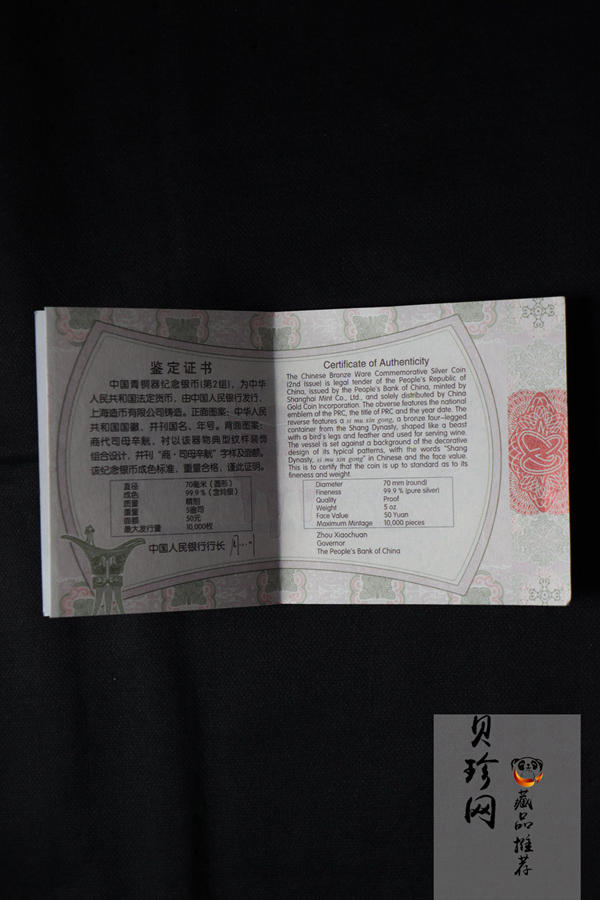 鉴定证书
中国青铜器纪念银币(第2组),为中华
人民共和国法定货币,由中国人民银行发行,
上海造币有限公司铸造。正面图案:中华人民
共和国国徽,并刊国名、年号。背面图案:
商代司母辛觥,衬以该器物典型纹样装饰
组合设计,并刊“商·司母辛觥”字样及面额。
该纪念银币成色标准,重量合格,谨此证明。
直径 70毫米(圆形)
成色 99.9%(含纯银)
质量 精制
重量 5盎司
面额 50元
最大发行量 10,000枚
中国人民银行行长
Certificate of Authenticity
The Chinese Bronze Ware Commemorative Silver Coin
(2nd Issue) is legal tender of the People's Republic of
China, issued by the People's Bank of China, minted by
Shanghai Mint Co., Ltd., and solely distributed by China
Gold Coin Incorporation. The obverse features the national
emblem of the PRC, the title of PRC and the year date. The
reverse features a si mu xin gong, a bronze four-legged
container from the Shang Dynasty, shaped like a beast
with a bird's legs and feather and used for serving wine.
The vessel is set against a background of the decorative
design of its typical patterns, with the words "Shang
Dynasty, si mu xin gong" in Chinese and the face value.
This is to certify that the coin is up to standard as to its
fineness and weight.
Diameter 70 mm (round)
Fineness 99.9 % (pure silver)
Quality Proof
Weight 5 oz
Face Value 50 Yuan
Maximum Mintage 10,000 pieces
Zhou Xiaochuan
Governor
The People's Bank of China
贝珍网
藏品推荐